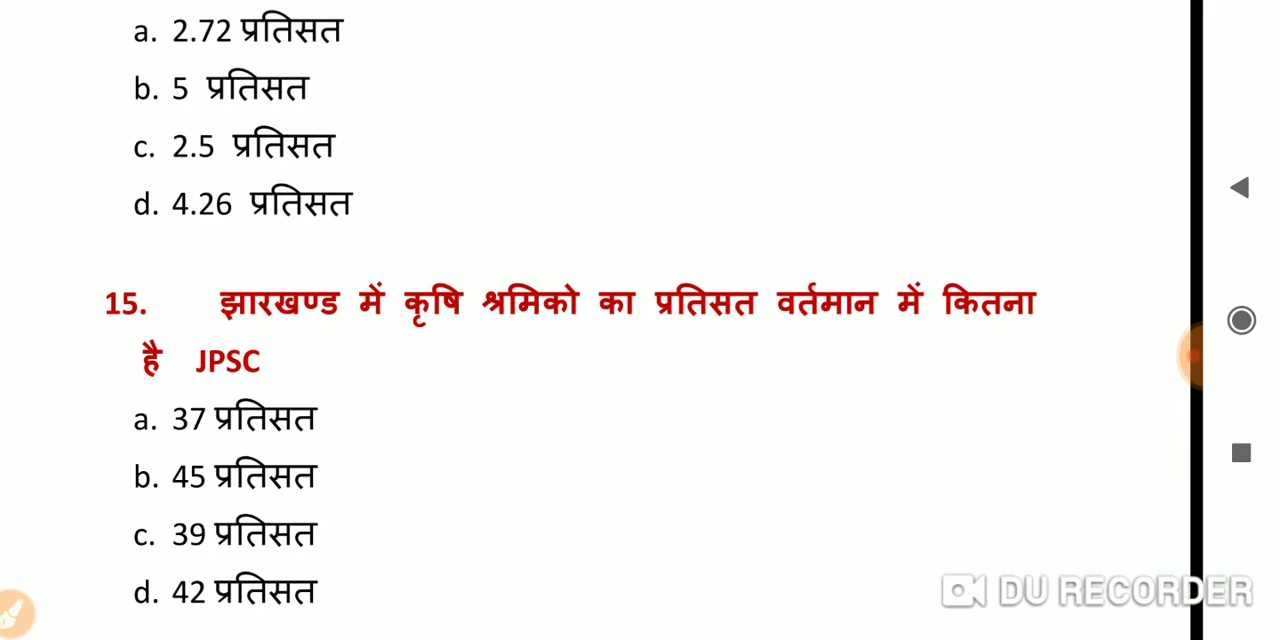 a. 2.72 प्रतिसत
b. 5 प्रतिसत
c. 2.5 प्रतिसत
d. 4.26 प्रतिसत
15. झारखण्ड में कृषि श्रमिको का प्रतिसत वर्तमान में कितना
है JPSC
a. 37 प्रतिसत
b. 45 प्रतिसत
c. 39 प्रतिसत
d. 42 प्रतिसत
DU RECORDER